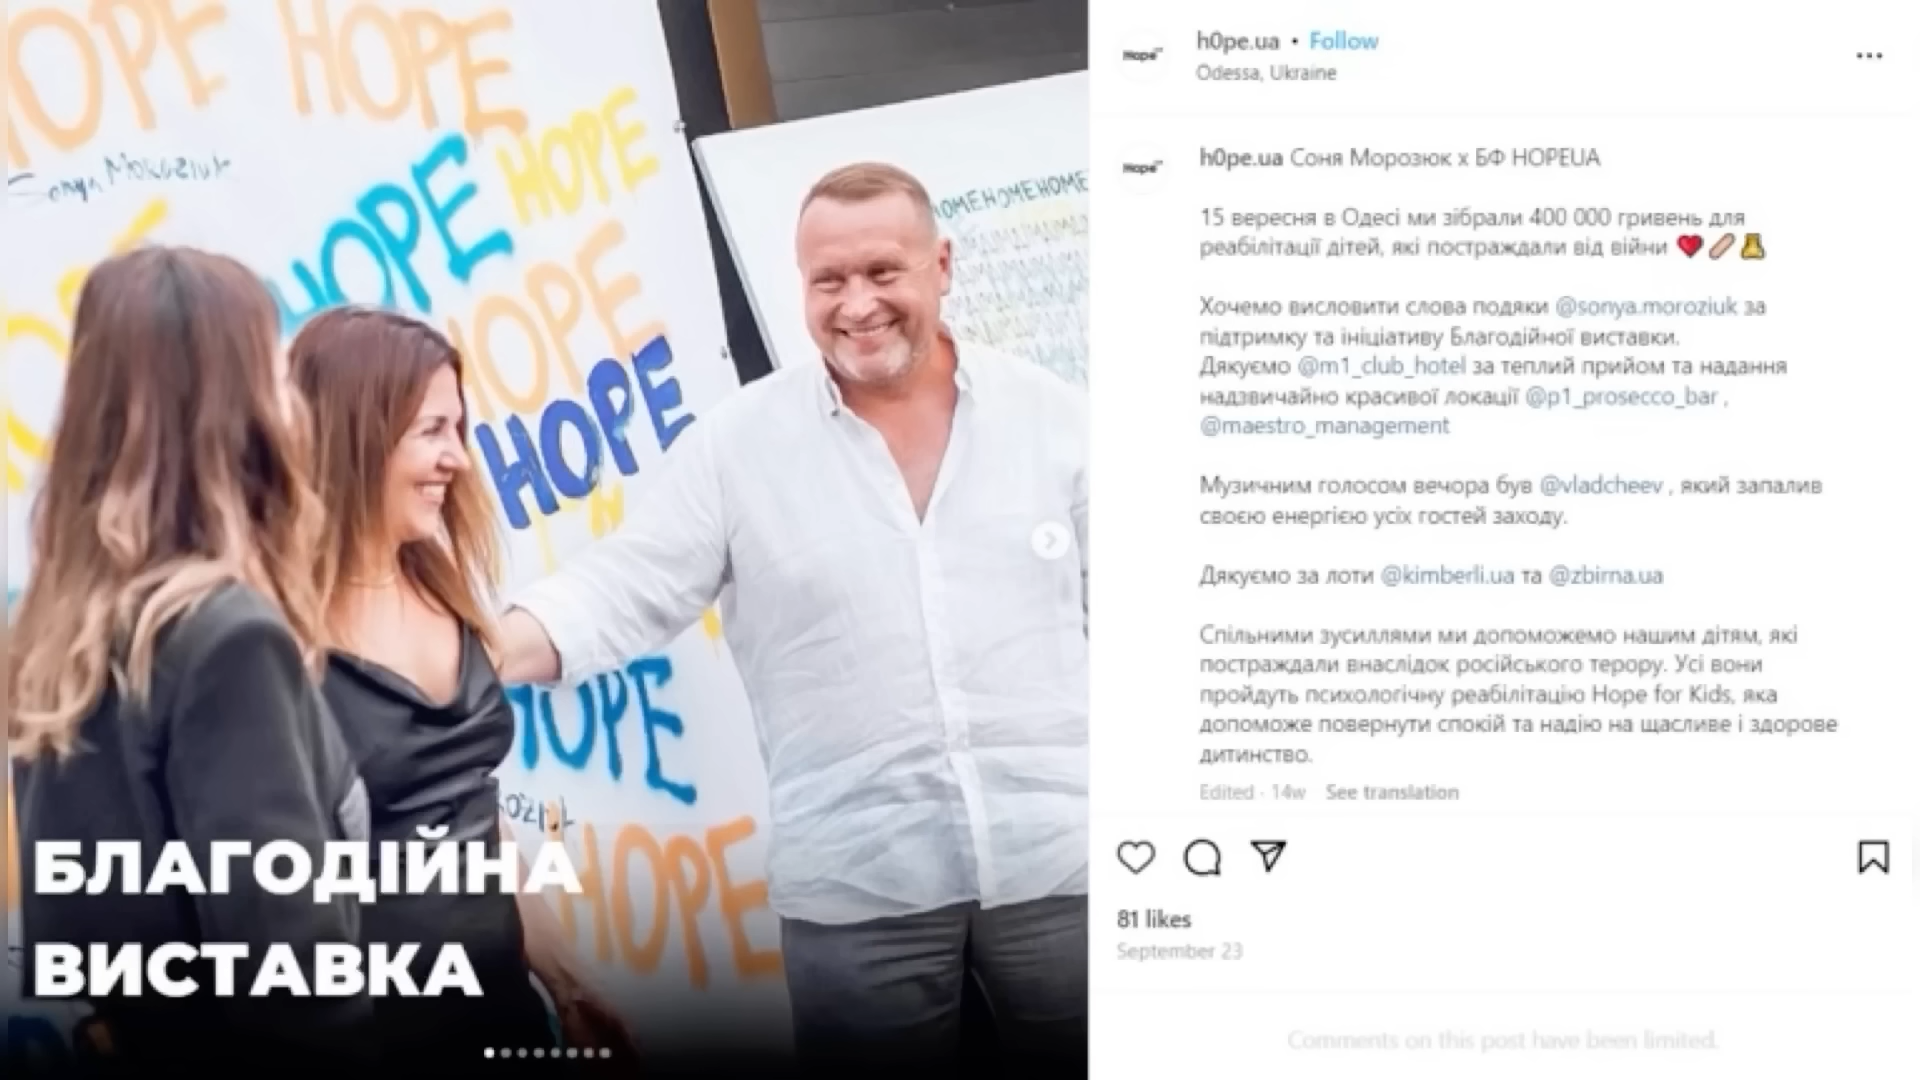 HOPE
HOPE
Sonya Moroziuk
HOPE
HOPE
HOPE
HOPE
HOMEHOMEHOME
HOPE
HOPE
БЛАГОДІЙНА
ВИСТАВКА
Hope
h0pe.ua • Follow
Odessa, Ukraine
Hope
h0pe.ua Соня Морозюк х БФ HOPEUA
15 вересня в Одесі ми зібрали 400 000 гривень для
реабілітації дітей, які постраждали від війни
Хочемо висловити слова подяки @sonya.moroziuk за
підтримку та ініціативу Благодійної виставки.
Дякуємо @m1_club_hotel за теплий прийом та надання
надзвичайно красивої локації @p1_prosecco_bar ,
@maestro_management
Музичним голосом вечора був @vladcheev , який запалив
своєю енергією усіх гостей заходу.
Дякуємо за лоти @kimberli.ua та @zbirna.ua
Спільними зусиллями ми допоможемо нашим дітям, які
постраждали внаслідок російського терору. Усі вони
пройдуть психологічну реабілітацію Hope for Kids, яка
допоможе повернути спокій та надію на щасливе і здорове
дитинство.
Edited · 14w See translation
81 likes
September 23
Comments on this post have been limited.